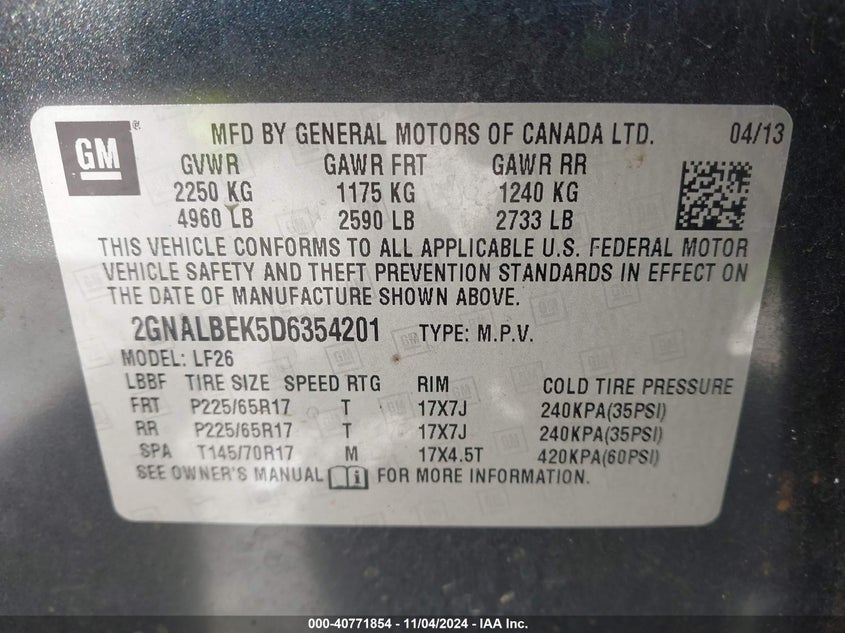 GM ® MFD BY GENERAL MOTORS OF CANADA LTD. 04/13
GVWR GAWR FRT GAWR RR
2250 KG 1175 KG 1240 KG
4960 LB 2590 LB 2733 LB
THIS VEHICLE CONFORMS TO ALL APPLICABLE U.S. FEDERAL MOTOR
VEHICLE SAFETY AND THEFT PREVENTION STANDARDS IN EFFECT ON
THE DATE OF MANUFACTURE SHOWN ABOVE.
2GNALBEK5D6354201 TYPE: M.P.V.
MODEL: LF26
LBBF TIRE SIZE SPEED RTG RIM COLD TIRE PRESSURE
FRT P225/65R17 T 17X7J 240KPA(35PSI)
RR P225/65R17 T 17X7J 240KPA(35PSI)
SPA T145/70R17 M 17X4.5T 420KPA(60PSI)
SEE OWNER'S MANUAL FOR MORE INFORMATION.
000-40771854 - 11/04/2024 - IAA Inc.